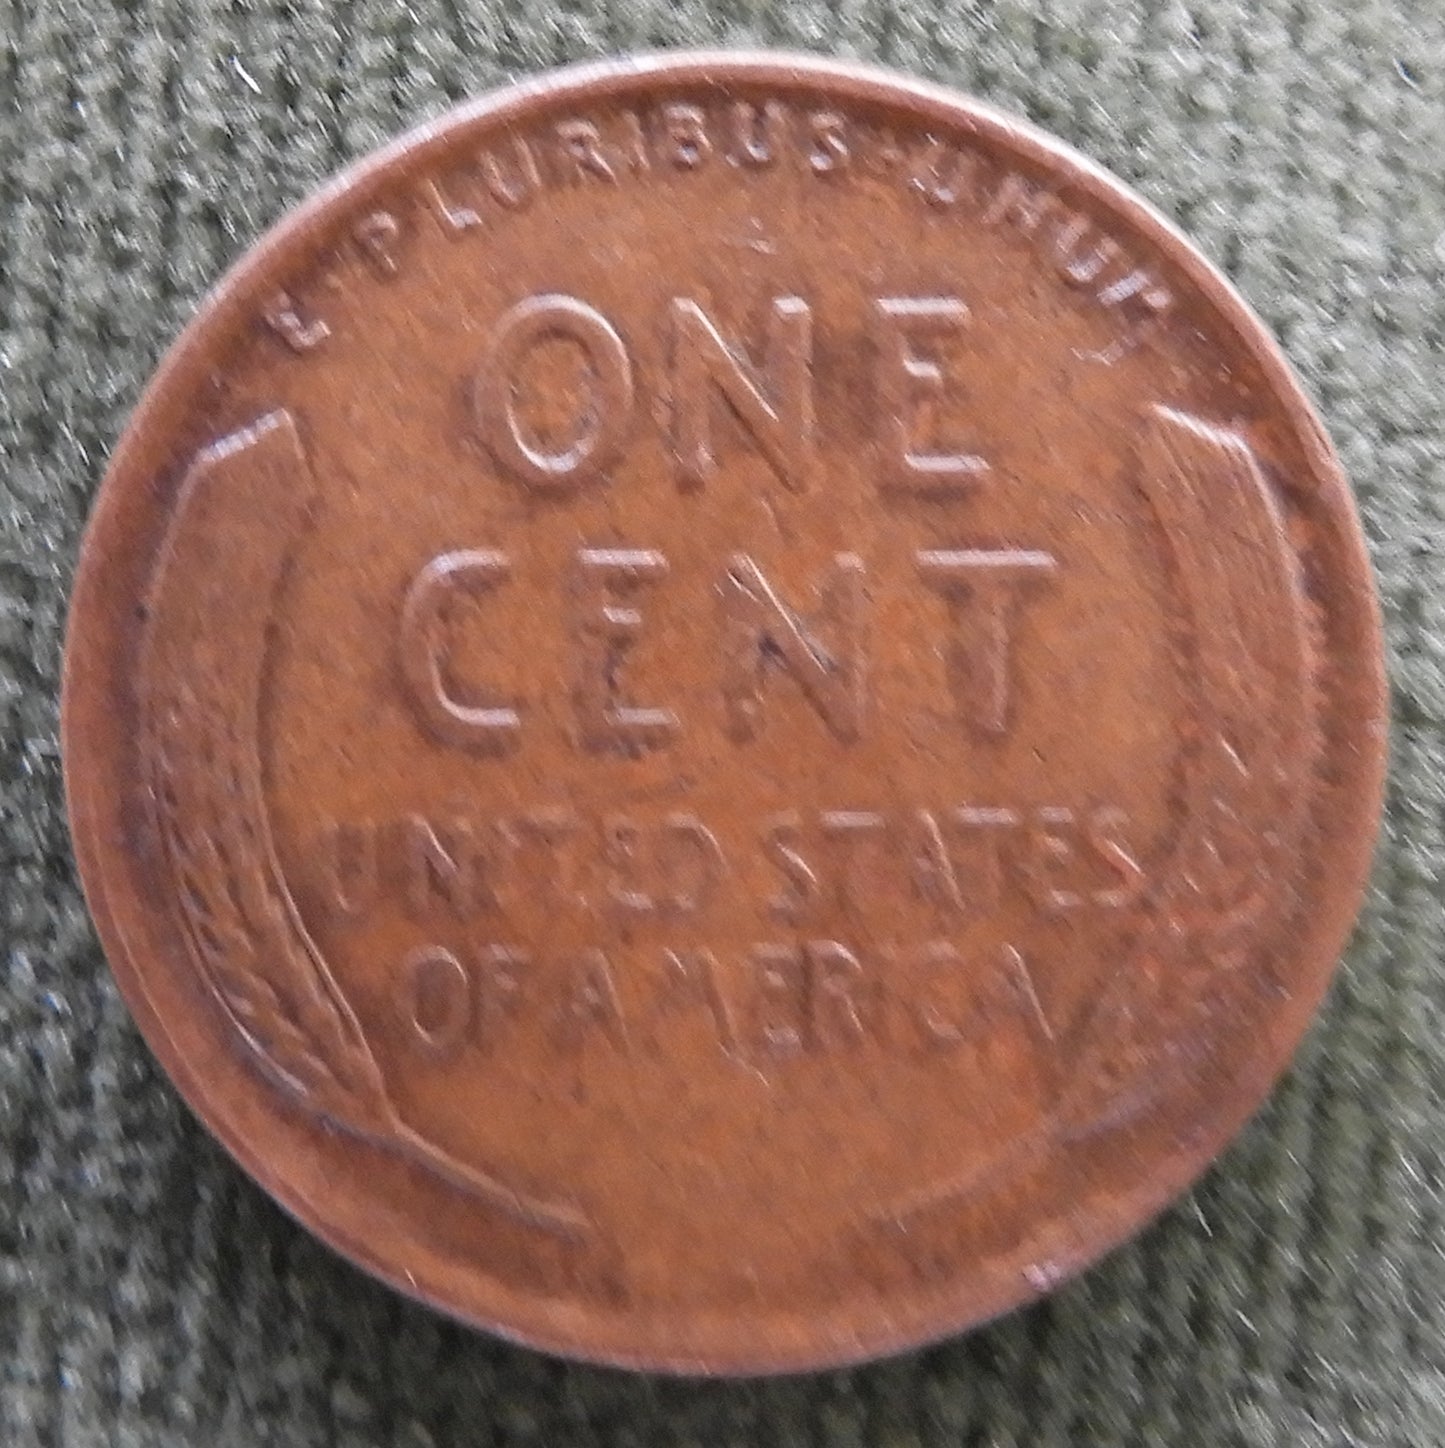 E·PLURIBUS·UNUM
ONE
CENT
UNITED STATES
OF AMERICA